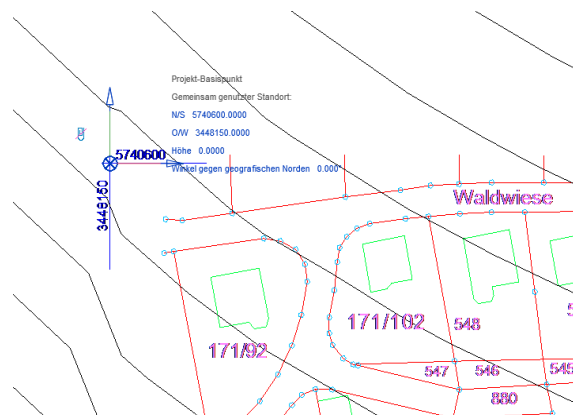 Projekt-Basispunkt
Gemeinsam genutzter Standort:
N/S 5740600.0000
O/W 3448150.0000
Höhe 0.0000
Winkel gegen geografischen Norden 0.000°
5740600
3448150
Waldwiese
171/92
171/102
548
547
546
545
880